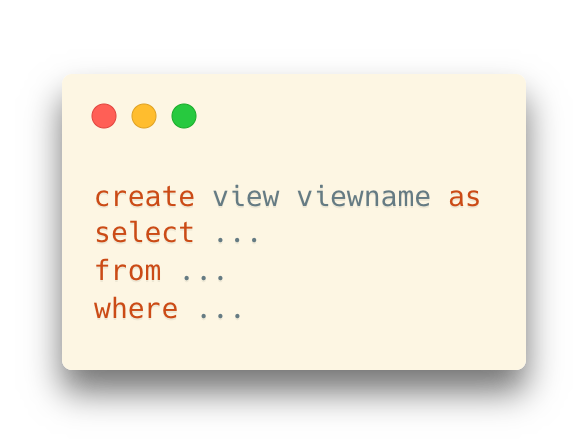 create view viewname as
select ...
from ...
where ...